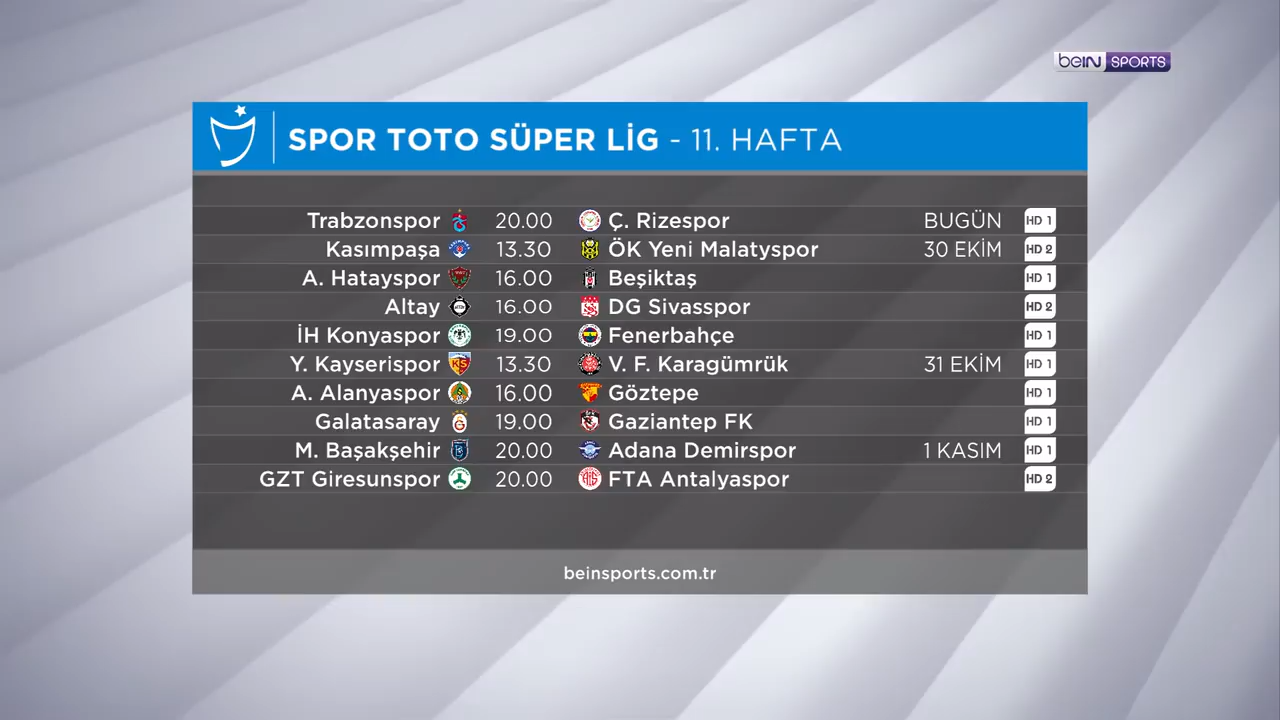 beIN SPORTS
SPOR TOTO SÜPER LİG - 11. HAFTA
Trabzonspor 20.00 Ç. Rizespor BUGÜN HD 1
Kasımpaşa 13.30 ÖK Yeni Malatyspor 30 EKİM HD 2
A. Hatayspor 16.00 Beşiktaş HD 1
Altay 16.00 DG Sivasspor HD 2
İH Konyaspor 19.00 Fenerbahçe HD 1
Y. Kayserispor 13.30 V. F. Karagümrük 31 EKİM HD 1
A. Alanyaspor 16.00 Göztepe HD 1
Galatasaray 19.00 Gaziantep FK HD 1
M. Başakşehir 20.00 Adana Demirspor 1 KASIM HD 1
GZT Giresunspor 20.00 FTA Antalyaspor HD 2
beinsports.com.tr